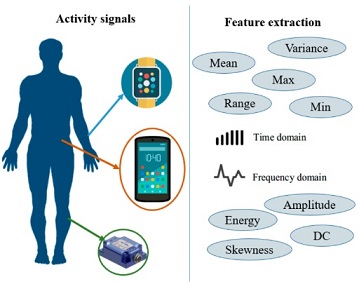 Activity signals
10:40
Feature extraction
Variance
Mean
Max
Range
Min
Time domain
Frequency domain
Amplitude
Energy
DC
Skewness